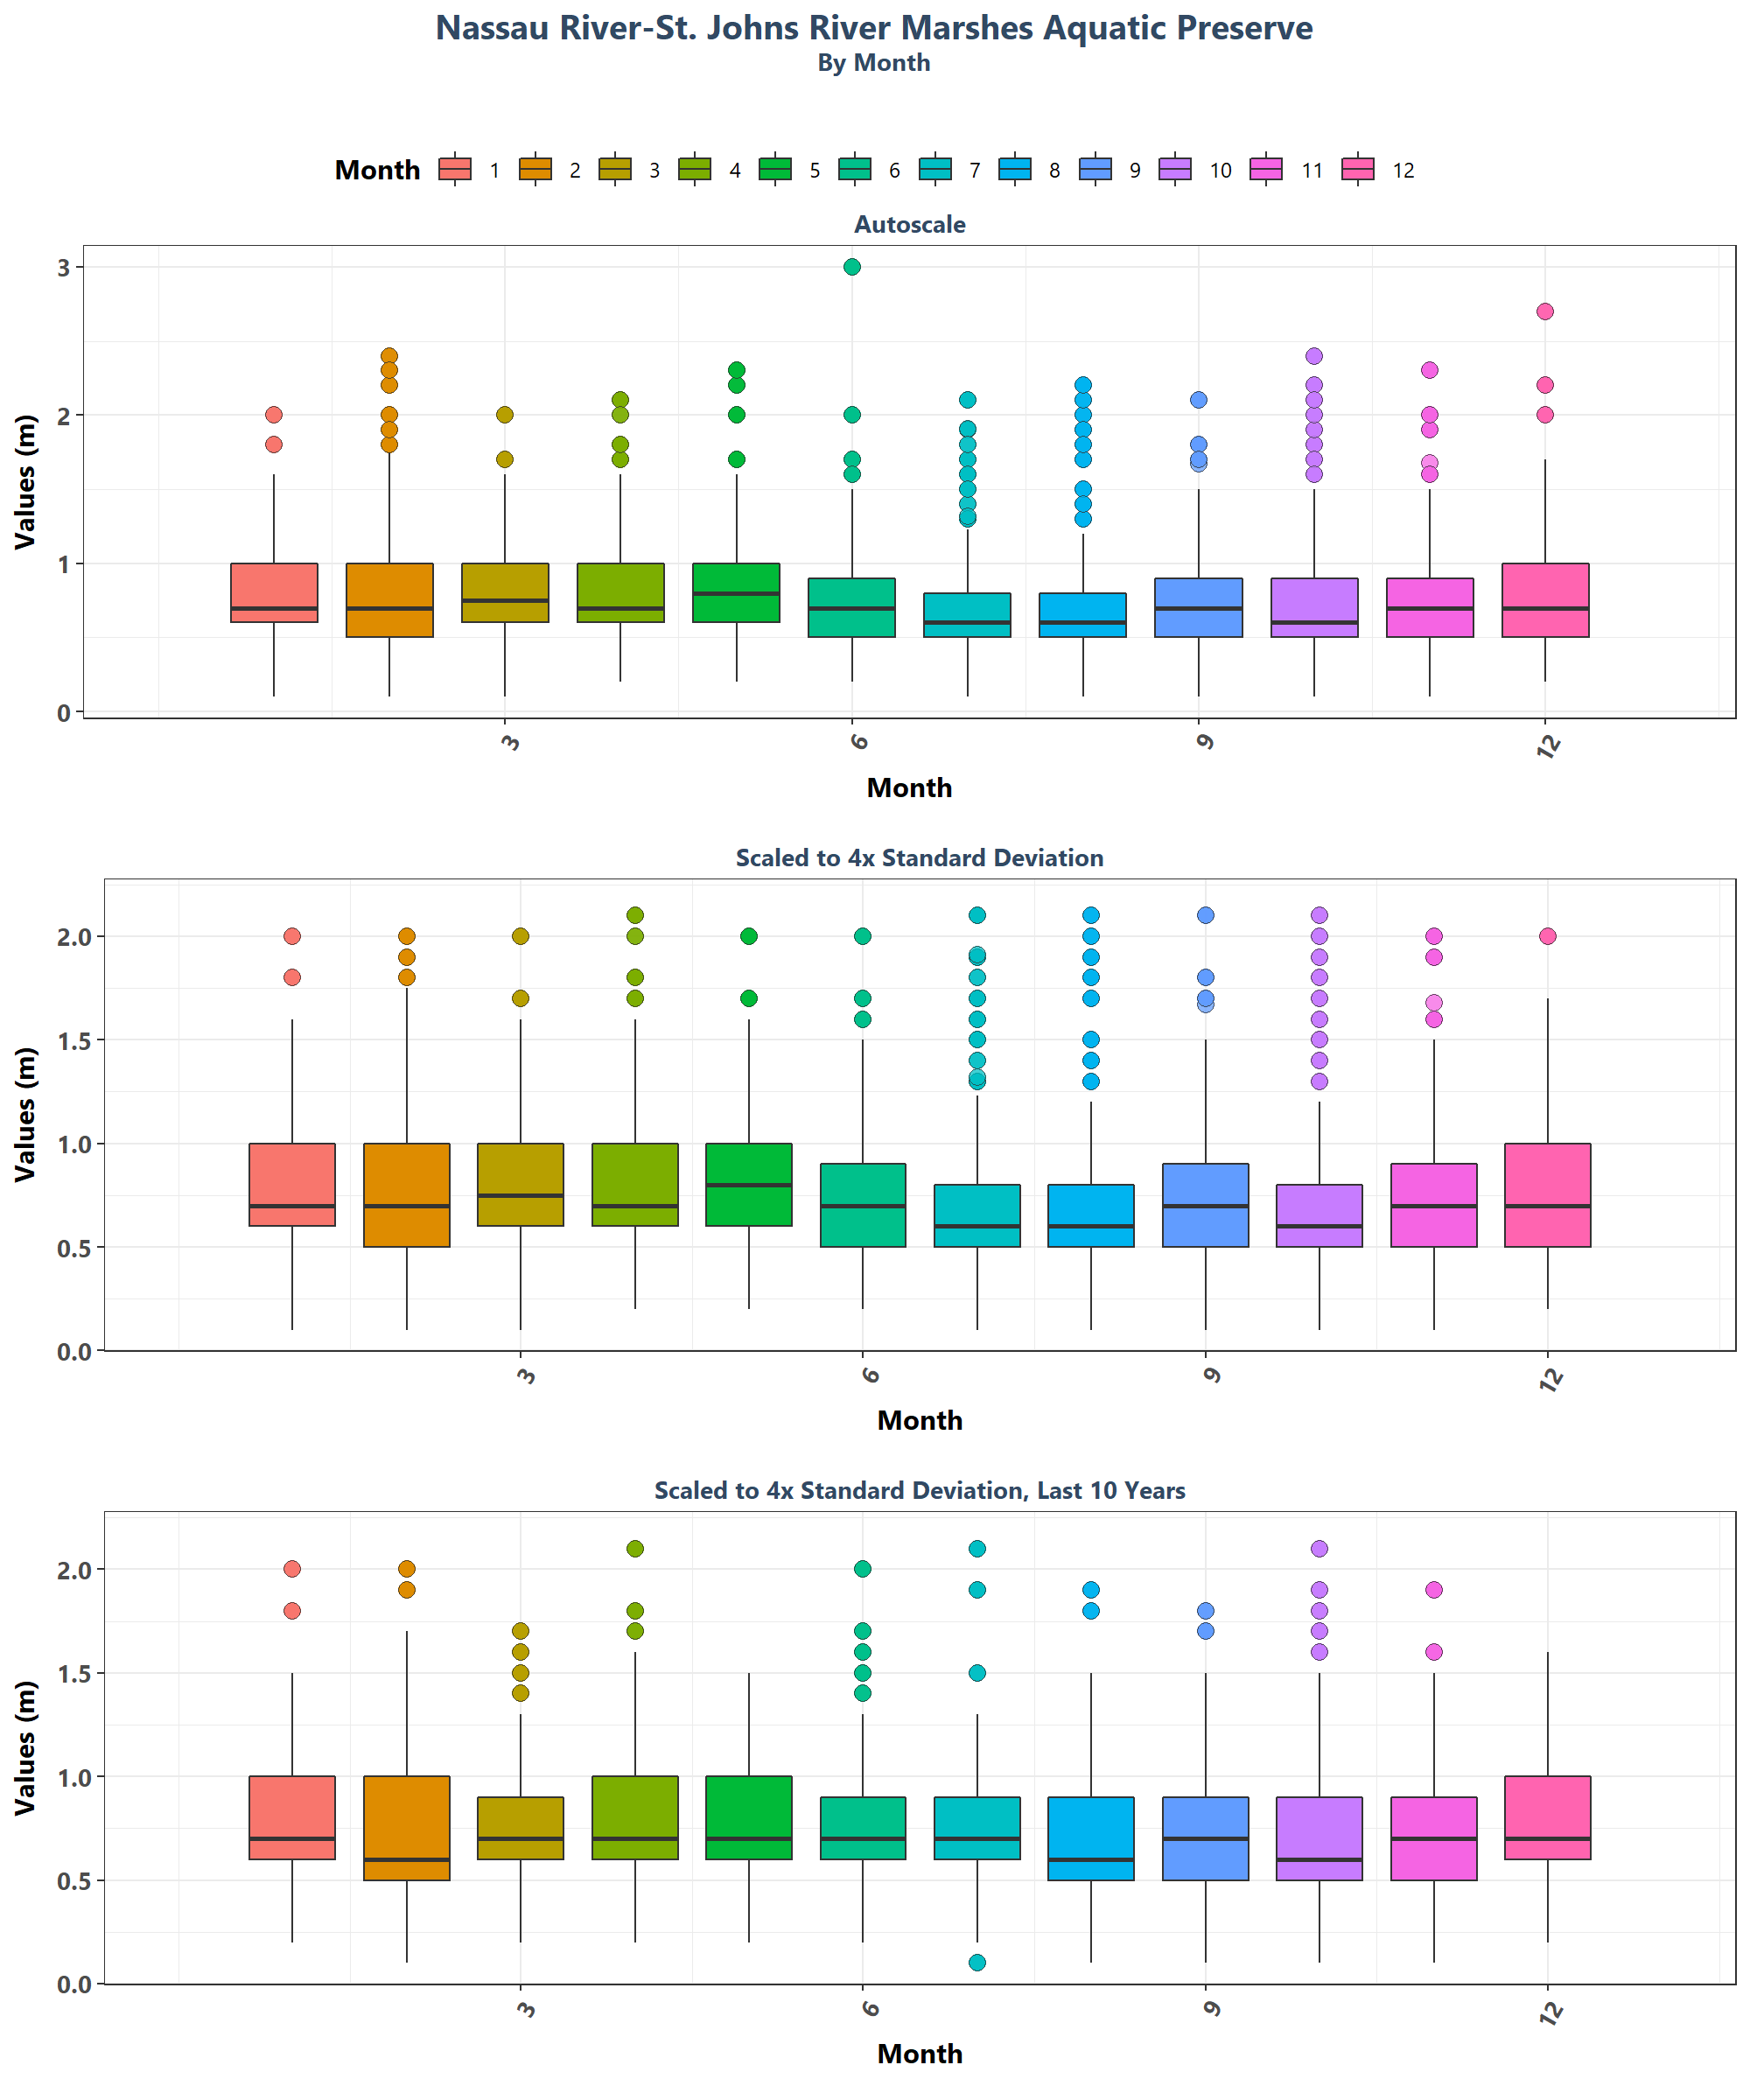 Nassau River-St. Johns River Marshes Aquatic Preserve
By Month
Month 1 2 3 4 5 6 7 8 9 10 11 12
Autoscale
Values (m)
3
2
1
0
3 6 9 12
Month
Scaled to 4x Standard Deviation
Values (m)
2.0
1.5
1.0
0.5
0.0
3 6 9 12
Month
Scaled to 4x Standard Deviation, Last 10 Years
Values (m)
2.0
1.5
1.0
0.5
0.0
3 6 9 12
Month